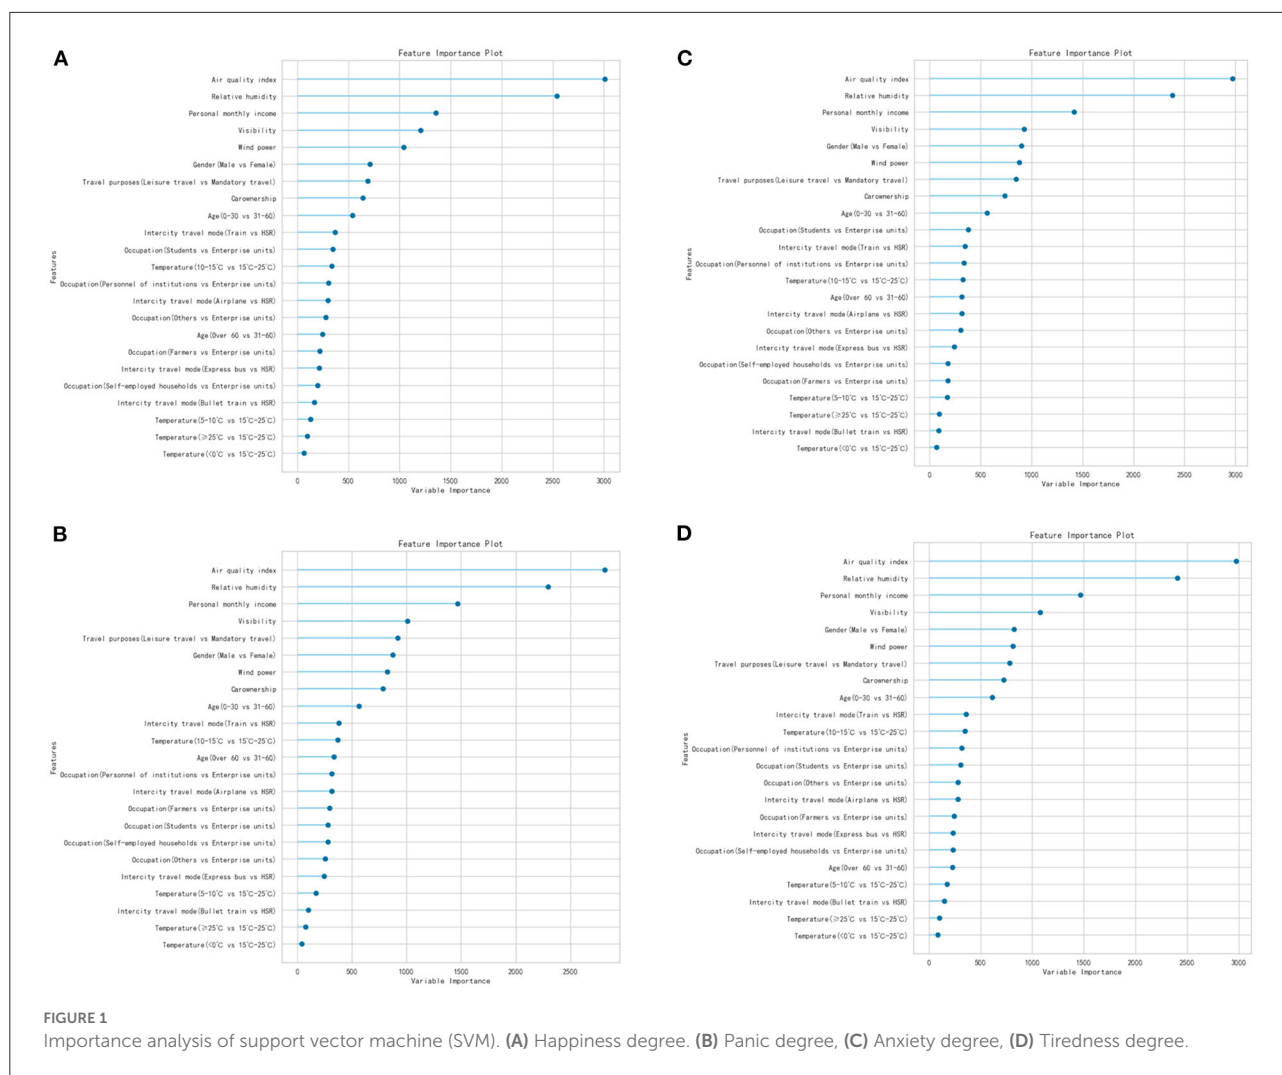 A
Feature Importance Plot
Air quality index
Relative humidity
Personal monthly income
Visibility
Wind power
Gender(Male vs Female)
Travel purposes(Leisure travel vs Mandatory travel)
Carownership
Age(0-30 vs 31-60)
Intercity travel mode(Train vs HSR)
Occupation(Students vs Enterprise units)
Temperature(10-15℃ vs 15℃-25℃)
Occupation(Personnel of institutions vs Enterprise units)
Intercity travel mode(Airplane vs HSR)
Occupation(Others vs Enterprise units)
Age(Over 60 vs 31-60)
Occupation(Farmers vs Enterprise units)
Intercity travel mode(Express bus vs HSR)
Occupation(Self-employed households vs Enterprise units)
Intercity travel mode(Bullet train vs HSR)
Temperature(5-10℃ vs 15℃-25℃)
Temperature(≥25℃ vs 15℃-25℃)
Temperature(<0℃ vs 15℃-25℃)
Features
0 500 1000 1500 2000 2500 3000
Variable Importance
C
Feature Importance Plot
Air quality index
Relative humidity
Personal monthly income
Visibility
Gender(Male vs Female)
Wind power
Travel purposes(Leisure travel vs Mandatory travel)
Carownership
Age(0-30 vs 31-60)
Occupation(Students vs Enterprise units)
Intercity travel mode(Train vs HSR)
Occupation(Personnel of institutions vs Enterprise units)
Temperature(10-15℃ vs 15℃-25℃)
Age(Over 60 vs 31-60)
Intercity travel mode(Airplane vs HSR)
Occupation(Others vs Enterprise units)
Intercity travel mode(Express bus vs HSR)
Occupation(Self-employed households vs Enterprise units)
Occupation(Farmers vs Enterprise units)
Temperature(5-10℃ vs 15℃-25℃)
Temperature(≥25℃ vs 15℃-25℃)
Intercity travel mode(Bullet train vs HSR)
Temperature(<0℃ vs 15℃-25℃)
Features
0 500 1000 1500 2000 2500 3000
Variable Importance
B
Feature Importance Plot
Air quality index
Relative humidity
Personal monthly income
Visibility
Travel purposes(Leisure travel vs Mandatory travel)
Gender(Male vs Female)
Wind power
Carownership
Age(0-30 vs 31-60)
Intercity travel mode(Train vs HSR)
Temperature(10-15℃ vs 15℃-25℃)
Age(Over 60 vs 31-60)
Occupation(Personnel of institutions vs Enterprise units)
Intercity travel mode(Airplane vs HSR)
Occupation(Farmers vs Enterprise units)
Occupation(Students vs Enterprise units)
Occupation(Self-employed households vs Enterprise units)
Occupation(Others vs Enterprise units)
Intercity travel mode(Express bus vs HSR)
Temperature(5-10℃ vs 15℃-25℃)
Intercity travel mode(Bullet train vs HSR)
Temperature(≥25℃ vs 15℃-25℃)
Temperature(<0℃ vs 15℃-25℃)
Features
0 500 1000 1500 2000 2500
Variable Importance
D
Feature Importance Plot
Air quality index
Relative humidity
Personal monthly income
Visibility
Gender(Male vs Female)
Wind power
Travel purposes(Leisure travel vs Mandatory travel)
Carownership
Age(0-30 vs 31-60)
Intercity travel mode(Train vs HSR)
Temperature(10-15℃ vs 15℃-25℃)
Occupation(Personnel of institutions vs Enterprise units)
Occupation(Students vs Enterprise units)
Occupation(Others vs Enterprise units)
Intercity travel mode(Airplane vs HSR)
Occupation(Farmers vs Enterprise units)
Intercity travel mode(Express bus vs HSR)
Occupation(Self-employed households vs Enterprise units)
Age(Over 60 vs 31-60)
Temperature(5-10℃ vs 15℃-25℃)
Intercity travel mode(Bullet train vs HSR)
Temperature(≥25℃ vs 15℃-25℃)
Temperature(<0℃ vs 15℃-25℃)
Features
0 500 1000 1500 2000 2500 3000
Variable Importance
FIGURE 1
Importance analysis of support vector machine (SVM). (A) Happiness degree. (B) Panic degree, (C) Anxiety degree, (D) Tiredness degree.